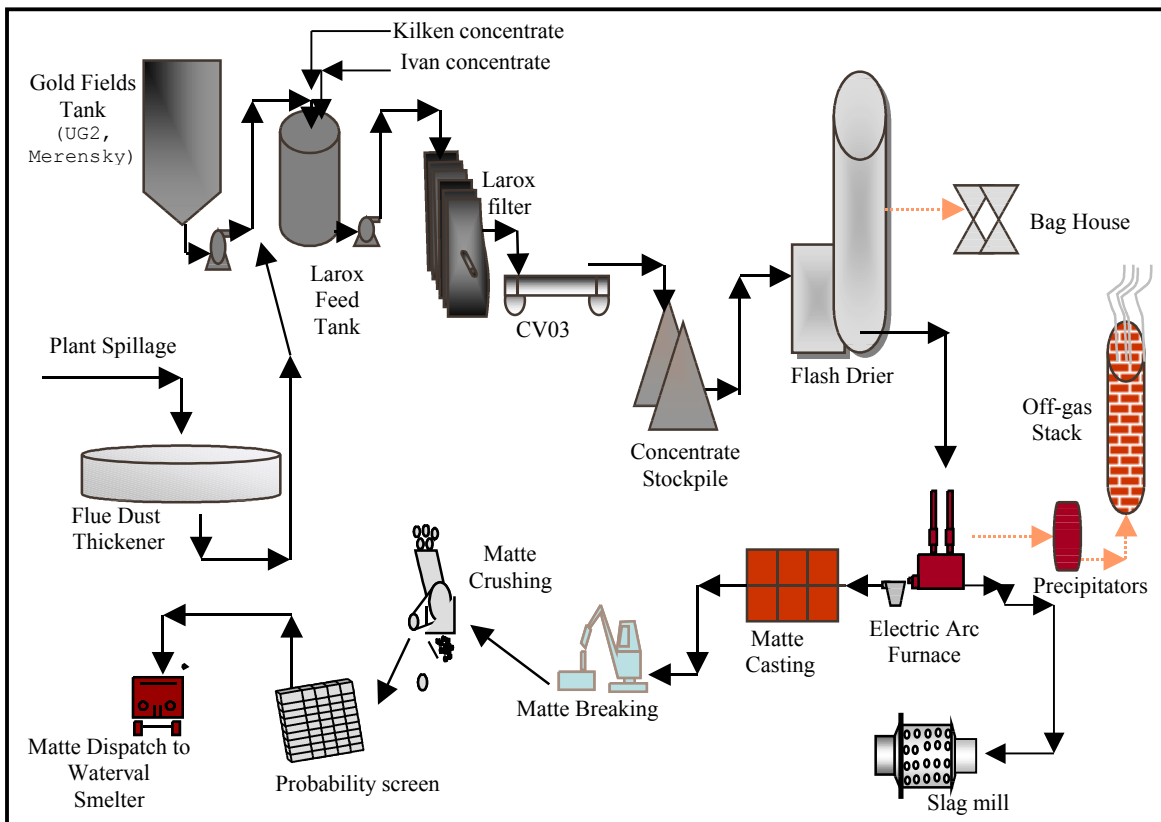 Kilken concentrate
Ivan concentrate
Gold Fields
Tank
(UG2,
Merensky)
Larox
filter
Bag House
Larox
Feed
Tank
CV03
Plant Spillage
Flash Drier
Off-gas
Stack
Concentrate
Stockpile
Flue Dust
Thickener
Matte
Crushing
Precipitators
Matte
Casting
Electric Arc
Furnace
Matte Breaking
Matte Dispatch to
Waterval
Smelter
Probability screen
Slag mill